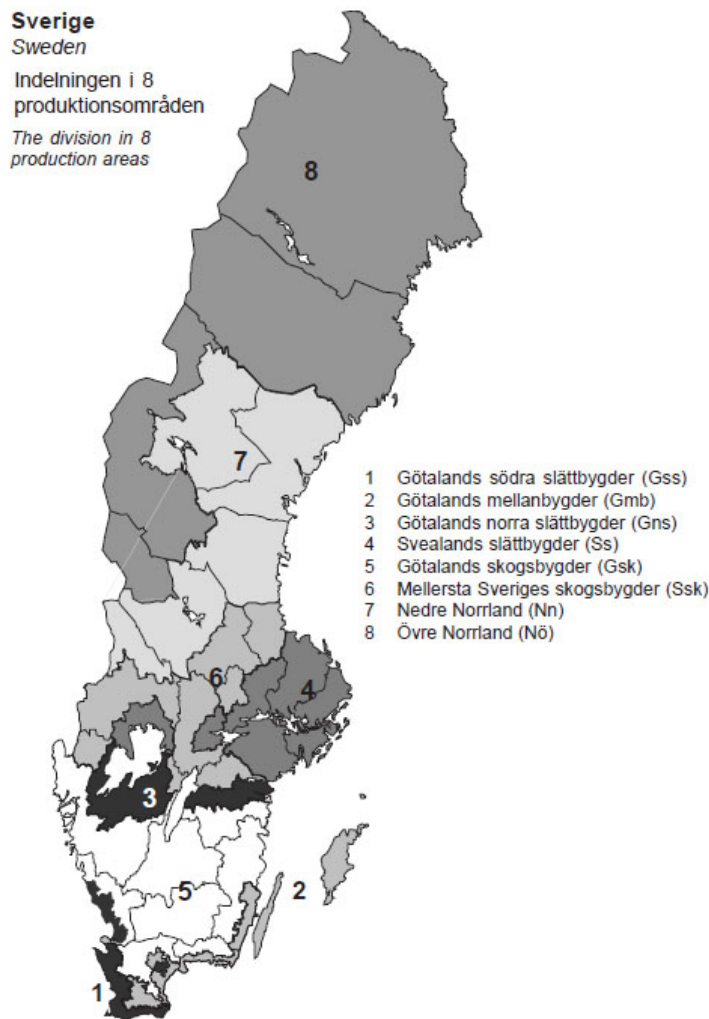 Sverige
Sweden
Indelningen i 8
produktionsområden
The division in 8
production areas
8
7
1 Götalands södra slättbygder (Gss)
2 Götalands mellanbygder (Gmb)
3 Götalands norra slättbygder (Gns)
4 Svealands slättbygder (Ss)
5 Götalands skogsbygder (Gsk)
6 Mellersta Sveriges skogsbygder (Ssk)
7 Nedre Norrland (Nn)
8 Övre Norrland (Nö)
6
4
3
5
2
1